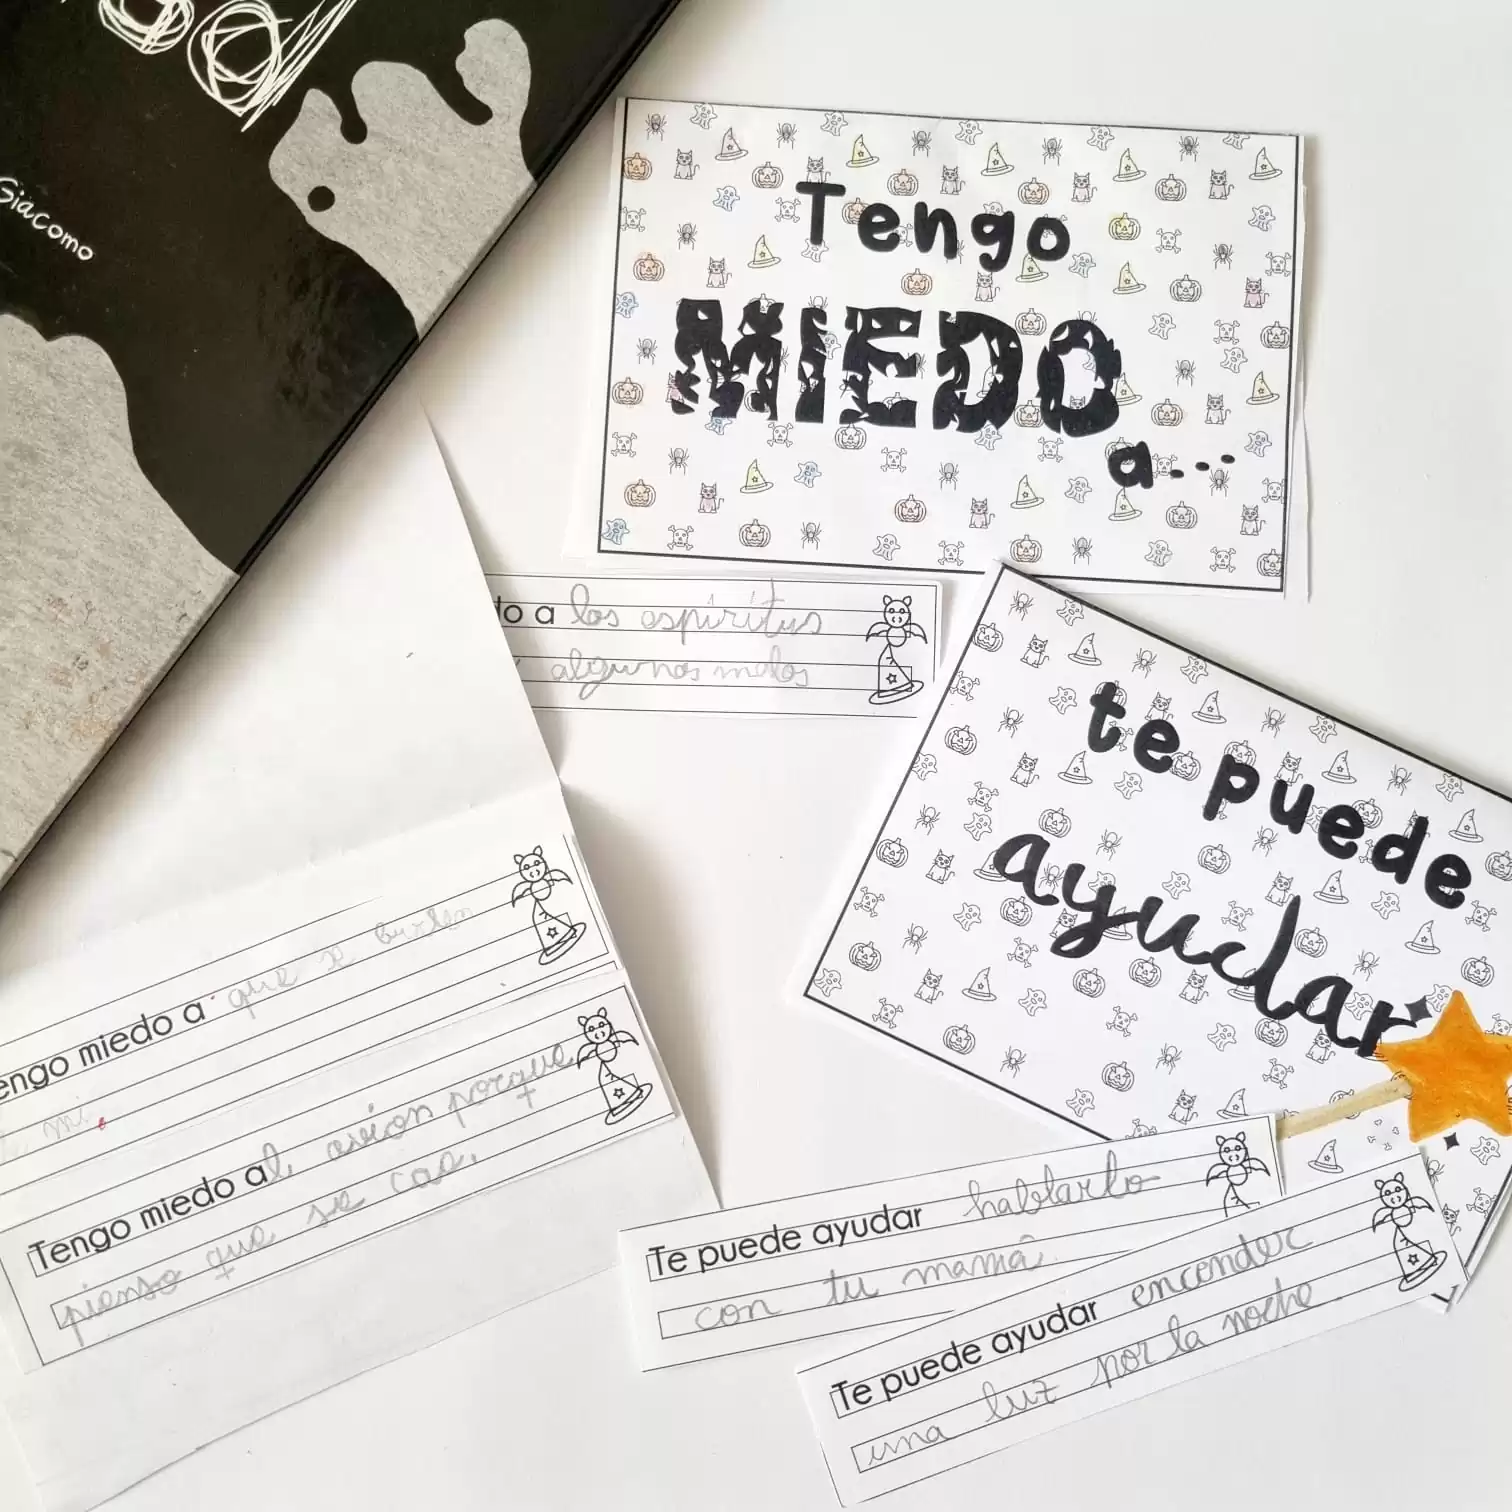 Giacomo
Tengo
MIEDO
a...
do a los espíritus
algunos malos
te puede
ayudar
engo miedo a que se burlen
mi.
Tengo miedo al avión porque
pienso que se cae.
Te puede ayudar hablarlo
con tu mamá.
Te puede ayudar encender
una luz por la noche.